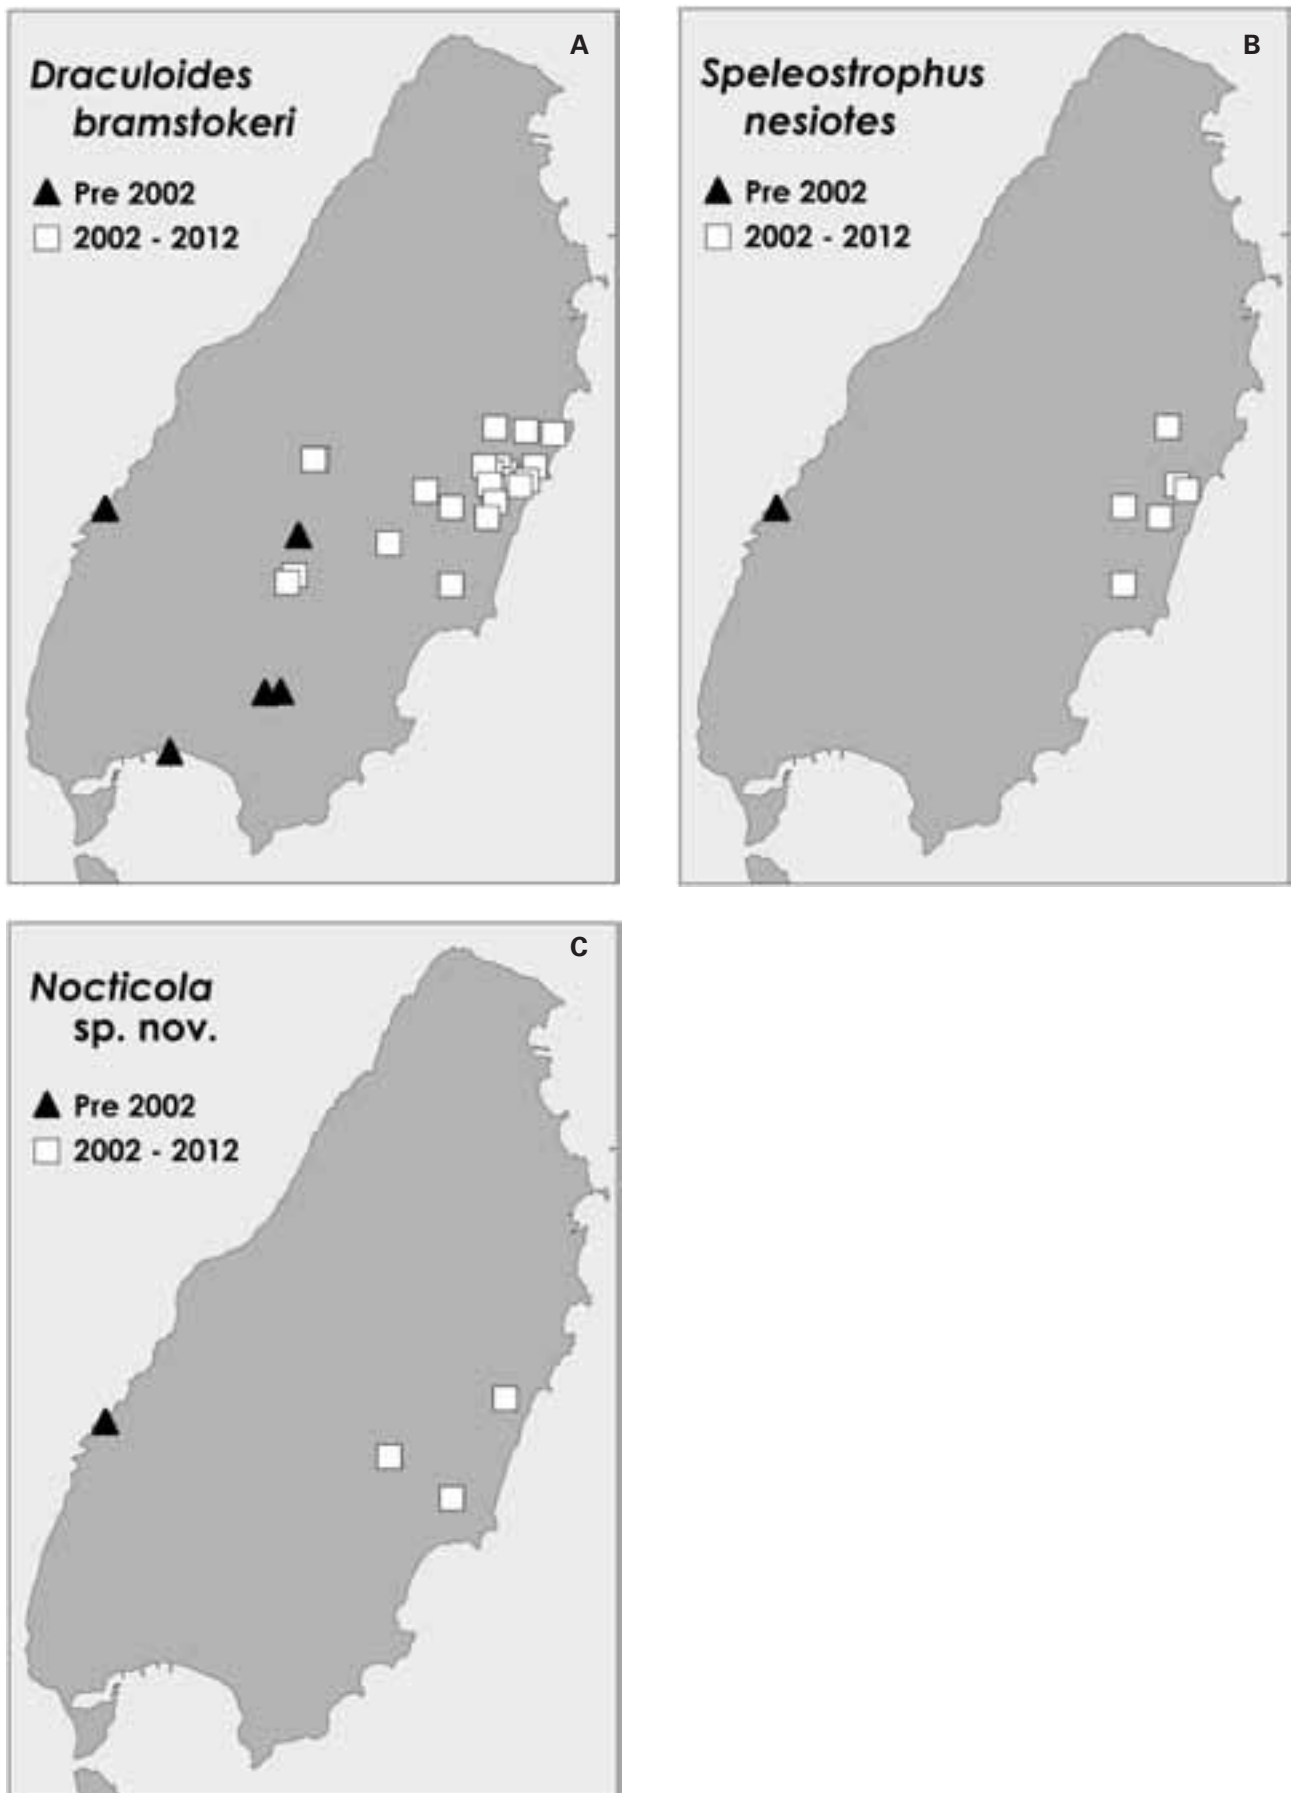 A
Draculoides
bramstokeri
Pre 2002
2002 - 2012
B
Speleostrophus
nesiotes
Pre 2002
2002 - 2012
C
Nocticola
sp. nov.
Pre 2002
2002 - 2012